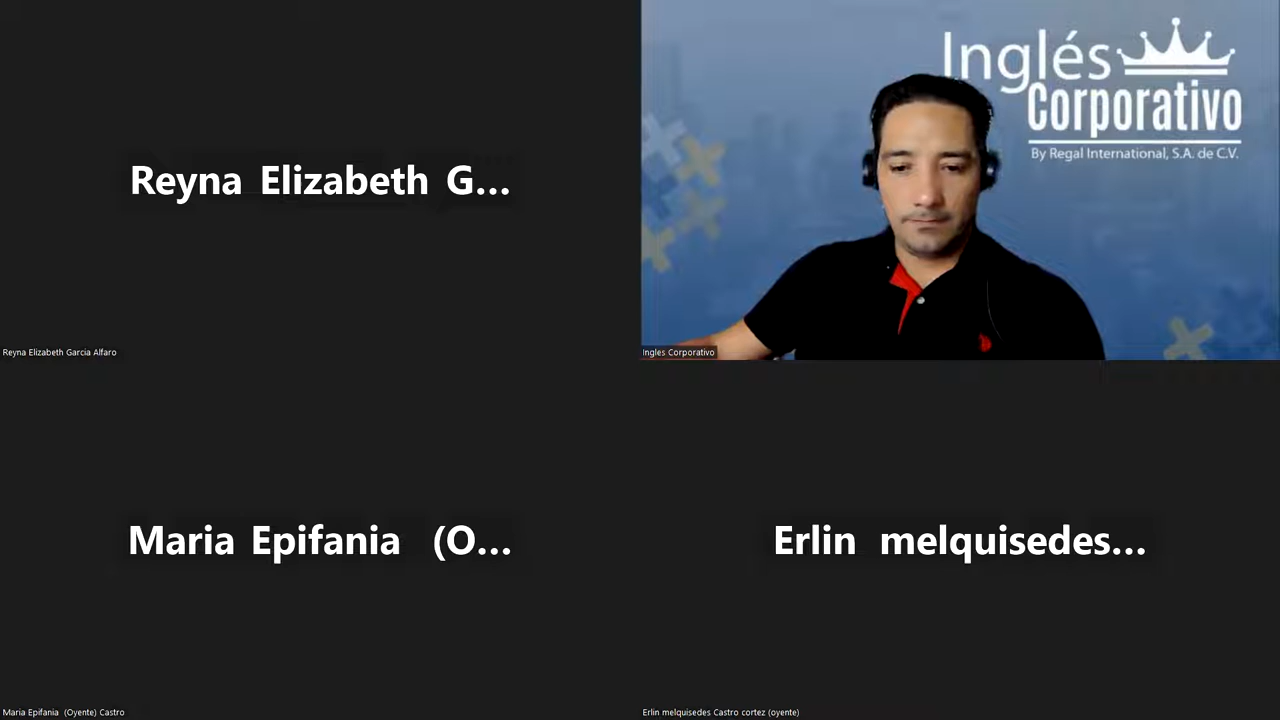 Reyna Elizabeth G...
Reyna Elizabeth Garcia Alfaro
Inglés
Corporativo
By Regal International, S.A. de C.V.
Ingles Corporativo
Maria Epifania (O...
Maria Epifania (Oyente) Castro
Erlin melquisedes...
Erlin melquisedes Castro cortez (oyente)